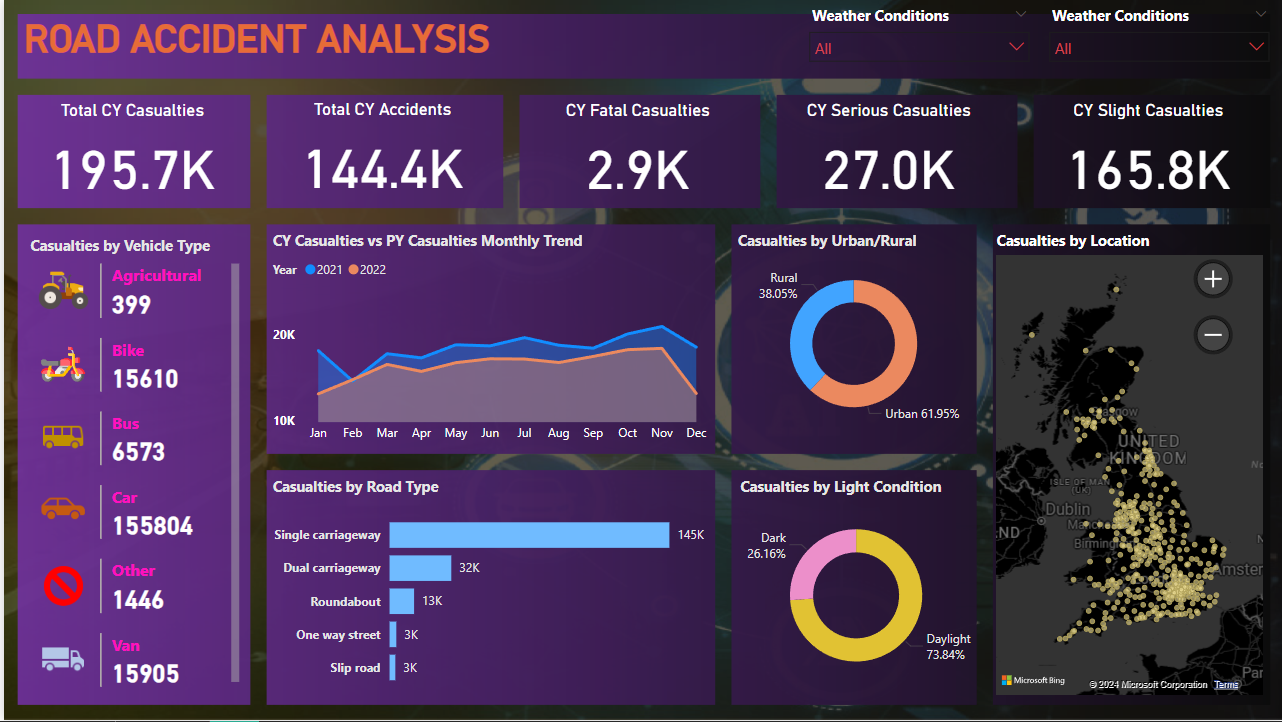 ROAD ACCIDENT ANALYSIS
Weather Conditions
All
Weather Conditions
All
Total CY Casualties
195.7K
Total CY Accidents
144.4K
CY Fatal Casualties
2.9K
CY Serious Casualties
27.0K
CY Slight Casualties
165.8K
Casualties by Vehicle Type
Agricultural
399
Bike
15610
Bus
6573
Car
155804
Other
1446
Van
15905
CY Casualties vs PY Casualties Monthly Trend
Year 2021 2022
20K
10K
Jan Feb Mar Apr May Jun Jul Aug Sep Oct Nov Dec
Casualties by Road Type
Single carriageway 145K
Dual carriageway 32K
Roundabout 13K
One way street 3K
Slip road 3K
Casualties by Urban/Rural
Rural
38.05%
Urban 61.95%
Casualties by Light Condition
Dark
26.16%
Daylight
73.84%
Casualties by Location
UNITED
KINGDOM
ISLE OF MAN
(UK)
Dublin
ND
Birming
Amster
Par
Microsoft Bing
© 2024 Microsoft Corporation Terms